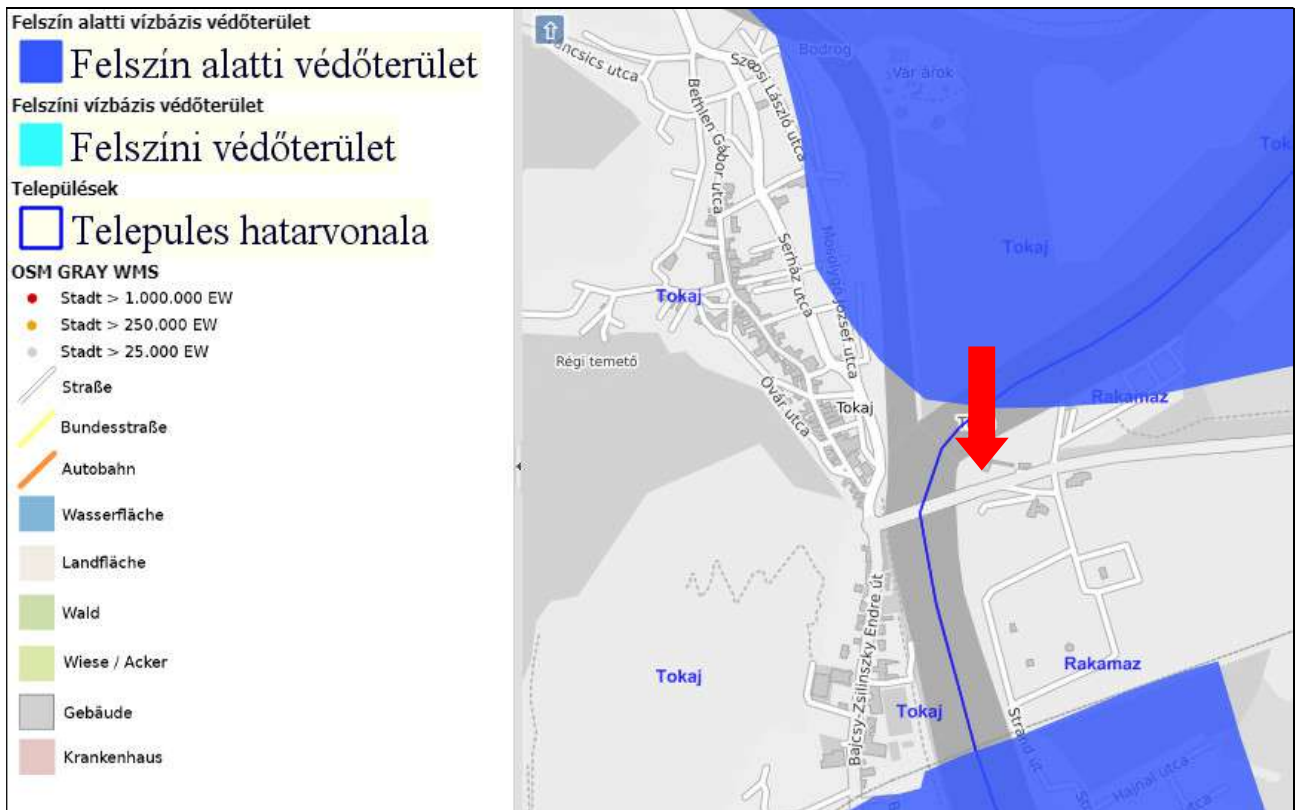 Felszín alatti vízbázis védőterület
Felszín alatti védőterület
Felszíni vízbázis védőterület
Felszíni védőterület
Települések
Telepules hatarvonala
OSM GRAY WMS
Stadt > 1.000.000 EW
Stadt > 250.000 EW
Stadt > 25.000 EW
Straße
Bundesstraße
Autobahn
Wasserfläche
Landfläche
Wald
Wiese / Acker
Gebäude
Krankenhaus
utca
Bethlen Gábor utca
Szepsi László utca
Bodrog
Vár árok
Tokaj
Serház utca
József utca
Tokaj
Régi temető
Óvár utca
Tokaj
Rakamaz
Bajcsy-Zsilinszky Endre út
Tokaj
Tokaj
Rakamaz
Strand út
Hajnal utca